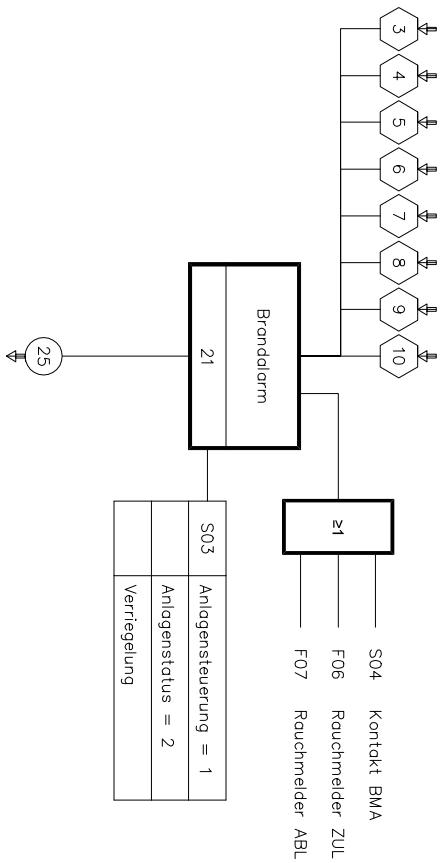 3
4
5
6
7
8
9
10
Brandalarm
21
25
≥1
S04 Kontakt BMA
F06 Rauchmelder ZUL
F07 Rauchmelder ABL
S03 Anlagensteuerung = 1
Anlagenstatus = 2
Verriegelung